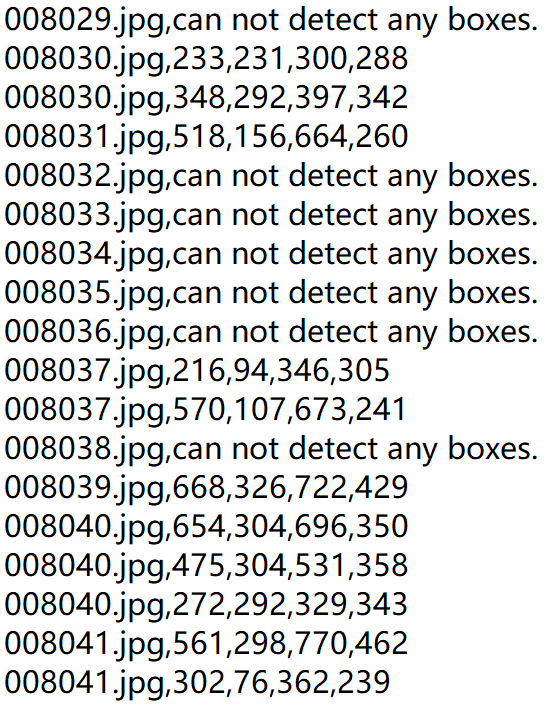 008029.jpg,can not detect any boxes.
008030.jpg,233,231,300,288
008030.jpg,348,292,397,342
008031.jpg,518,156,664,260
008032.jpg,can not detect any boxes.
008033.jpg,can not detect any boxes.
008034.jpg,can not detect any boxes.
008035.jpg,can not detect any boxes.
008036.jpg,can not detect any boxes.
008037.jpg,216,94,346,305
008037.jpg,570,107,673,241
008038.jpg,can not detect any boxes.
008039.jpg,668,326,722,429
008040.jpg,654,304,696,350
008040.jpg,475,304,531,358
008040.jpg,272,292,329,343
008041.jpg,561,298,770,462
008041.jpg,302,76,362,239